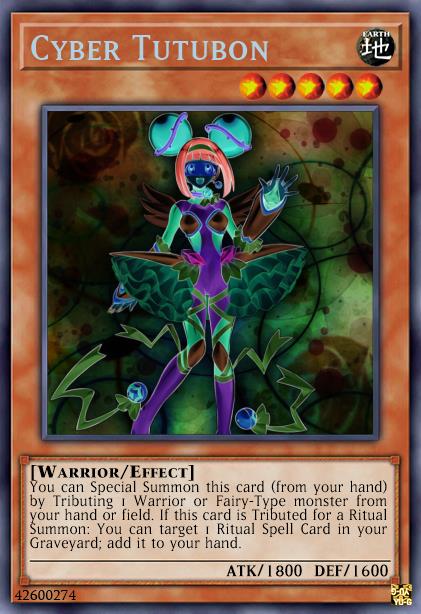 Cyber Tutubon
EARTH
地
[Warrior/Effect]
You can Special Summon this card (from your hand)
by Tributing 1 Warrior or Fairy-Type monster from
your hand or field. If this card is Tributed for a Ritual
Summon: You can target 1 Ritual Spell Card in your
Graveyard; add it to your hand.
ATK/1800 DEF/1600
42600274